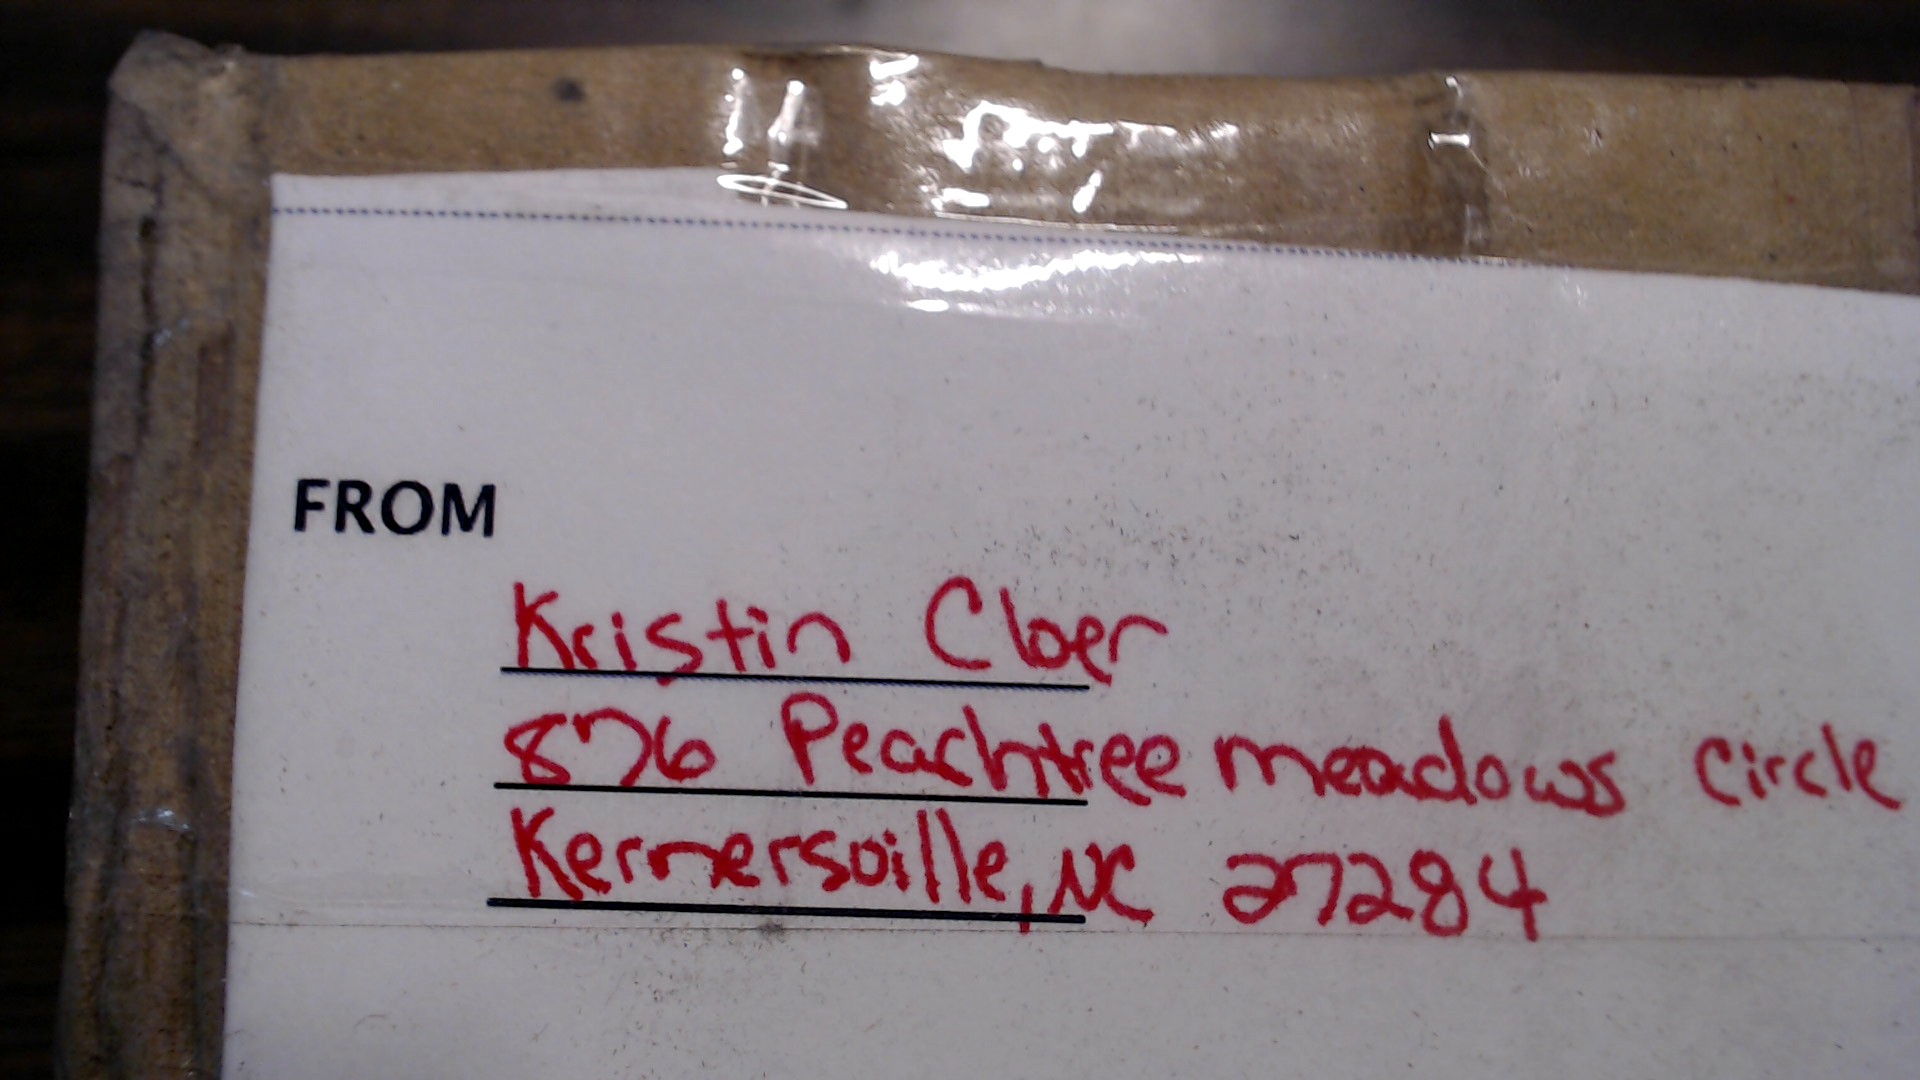 FROM
Kristin Cloer
876 Peachtree meadows Circle
Kernersville, NC 27284